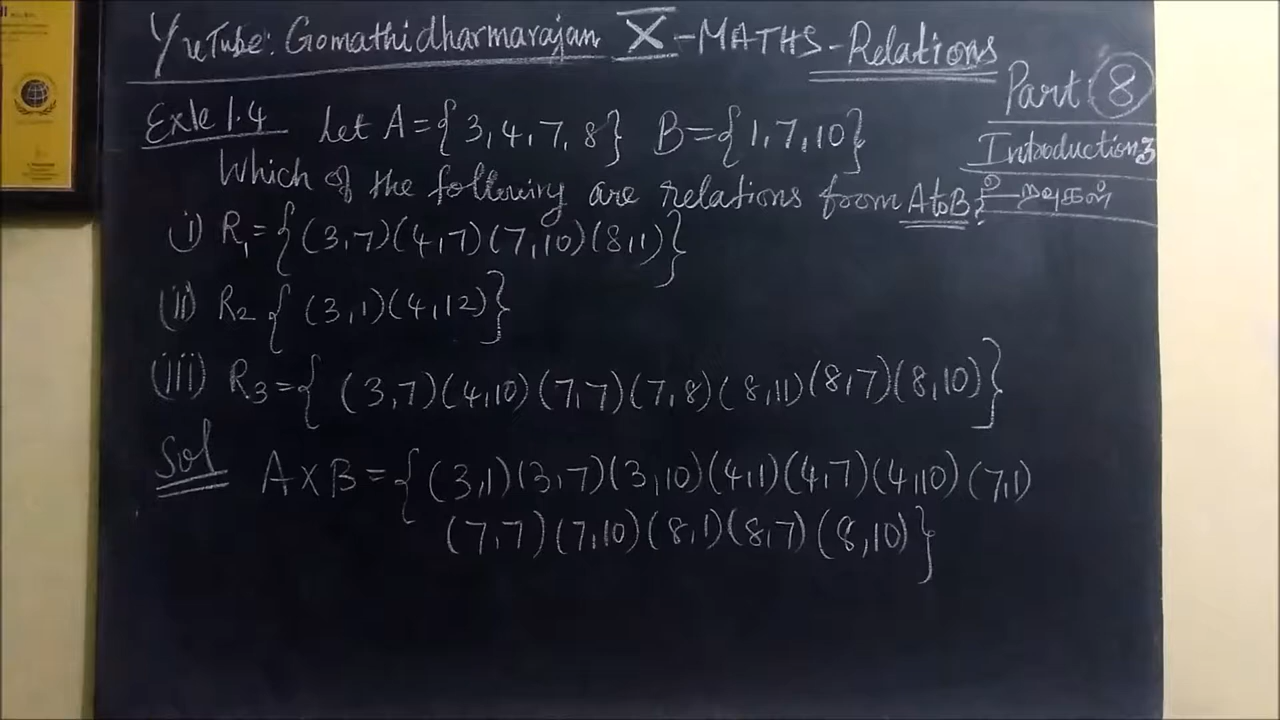 YuTube: Gomathidharmarajan X-MATHS-Relations
Part 8
Introduction 3
Exle 1.4 Let A={3,4,7,8} B={1,7,10}
Which of the following are relations from A to B?
i) R₁={(3,7)(4,7)(7,10)(8,1)}
(ii) R₂ {(3,1)(4,12)}
(iii) R₃={(3,7)(4,10)(7,7)(7,8)(8,11)(8,7)(8,10)}
Sol A×B={(3,1)(3,7)(3,10)(4,1)(4,7)(4,10)(7,1)
(7,7)(7,10)(8,1)(8,7)(8,10)}